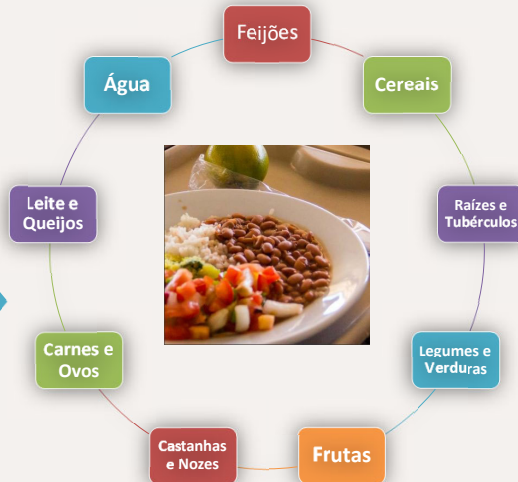 Feijões
Cereais
Raízes e
Tubérculos
Legumes e
Verduras
Frutas
Castanhas
e Nozes
Carnes e
Ovos
Leite e
Queijos
Água